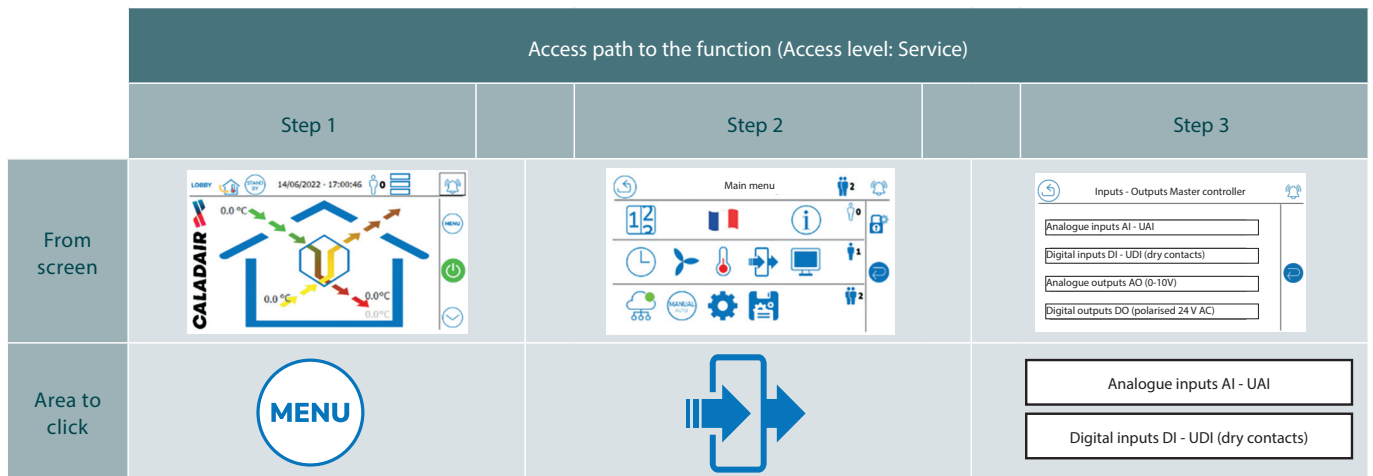 Access path to the function (Access level: Service)
Step 1
Step 2
Step 3
From
screen
LOBBY
STAND
BY
14/06/2022 - 17:00:46
0
CALADAIR
0.0 °C
0.0 °C
0.0°C
0.0°C
MENU
Main menu
2
12
2
i
0
1
MANUAL
AUTO
2
Inputs - Outputs Master controller
Analogue inputs AI - UAI
Digital inputs DI - UDI (dry contacts)
Analogue outputs AO (0-10V)
Digital outputs DO (polarised 24 V AC)
Area to
click
MENU
Analogue inputs AI - UAI
Digital inputs DI - UDI (dry contacts)